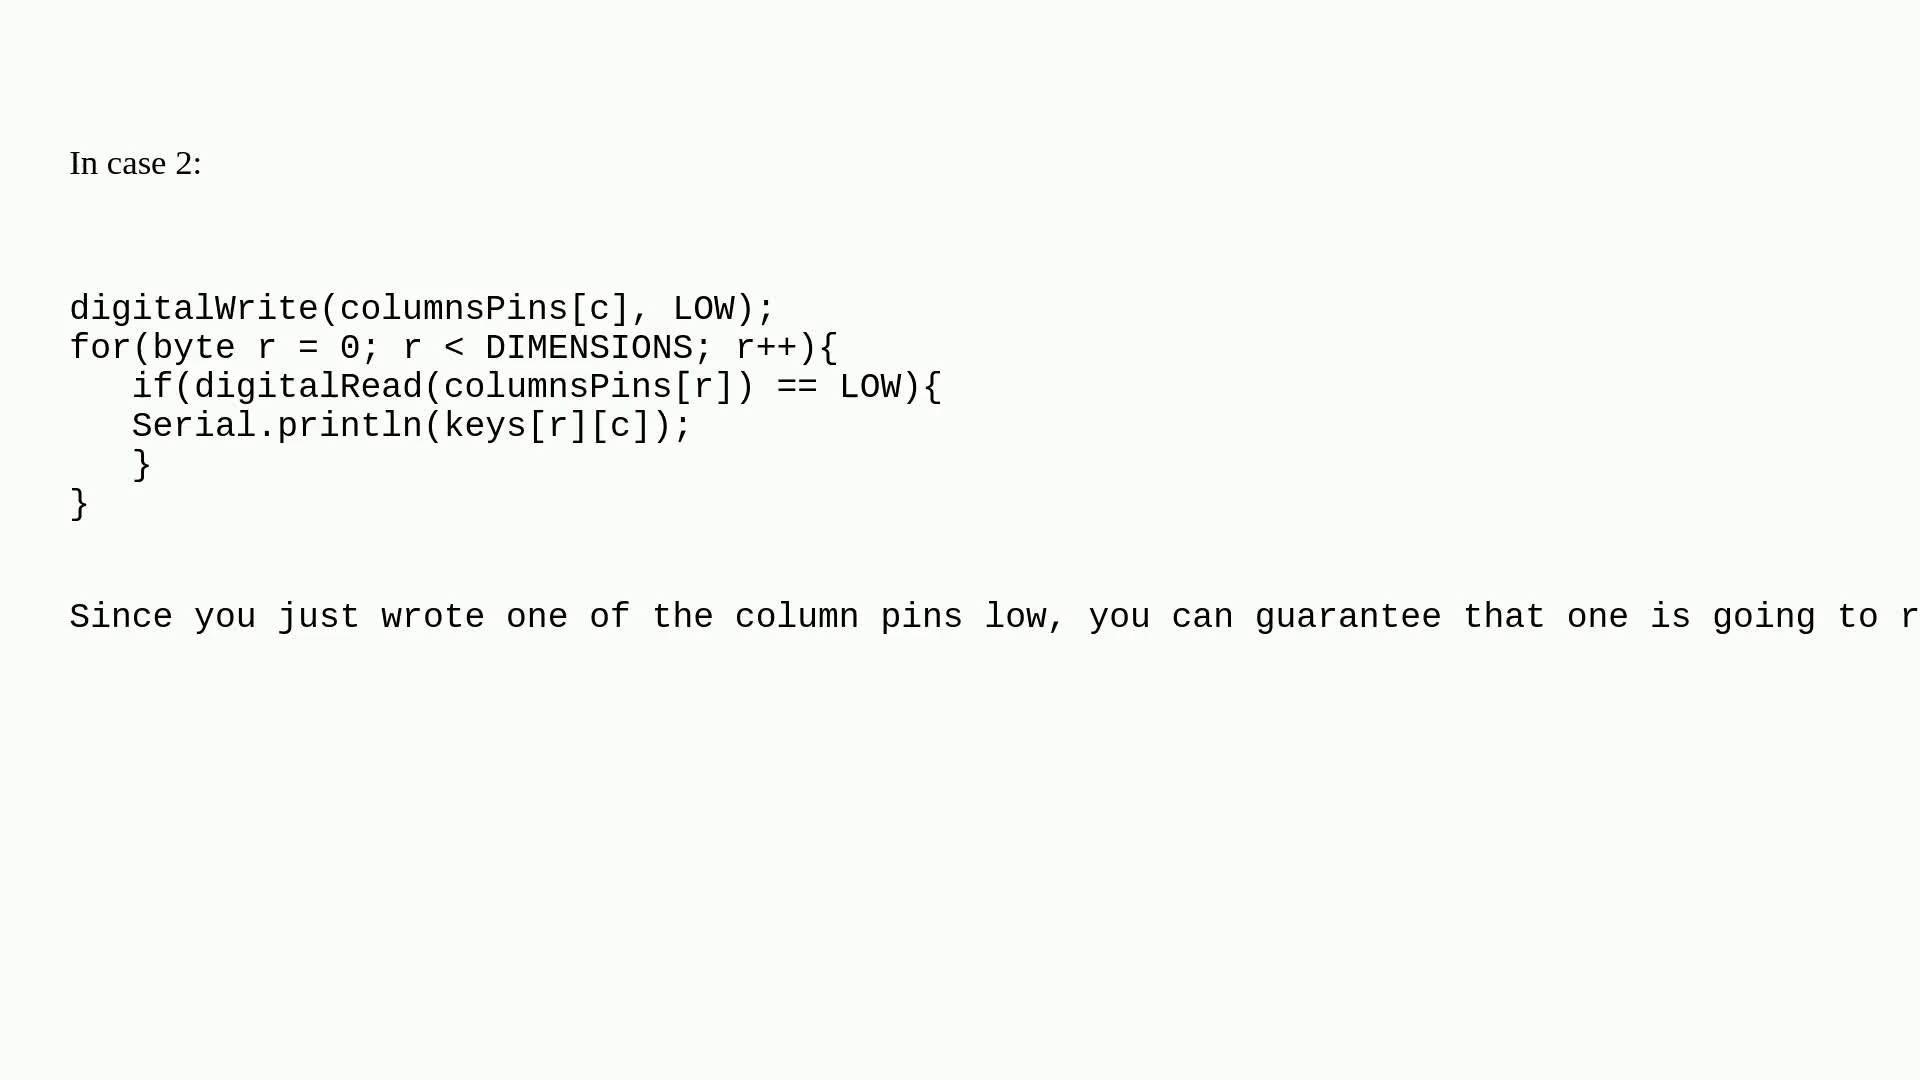 In case 2:
digitalWrite(columnsPins[c], LOW);
for(byte r = 0; r < DIMENSIONS; r++){
   if(digitalRead(columnsPins[r]) == LOW){
   Serial.println(keys[r][c]);
   }
}
Since you just wrote one of the column pins low, you can guarantee that one is going to